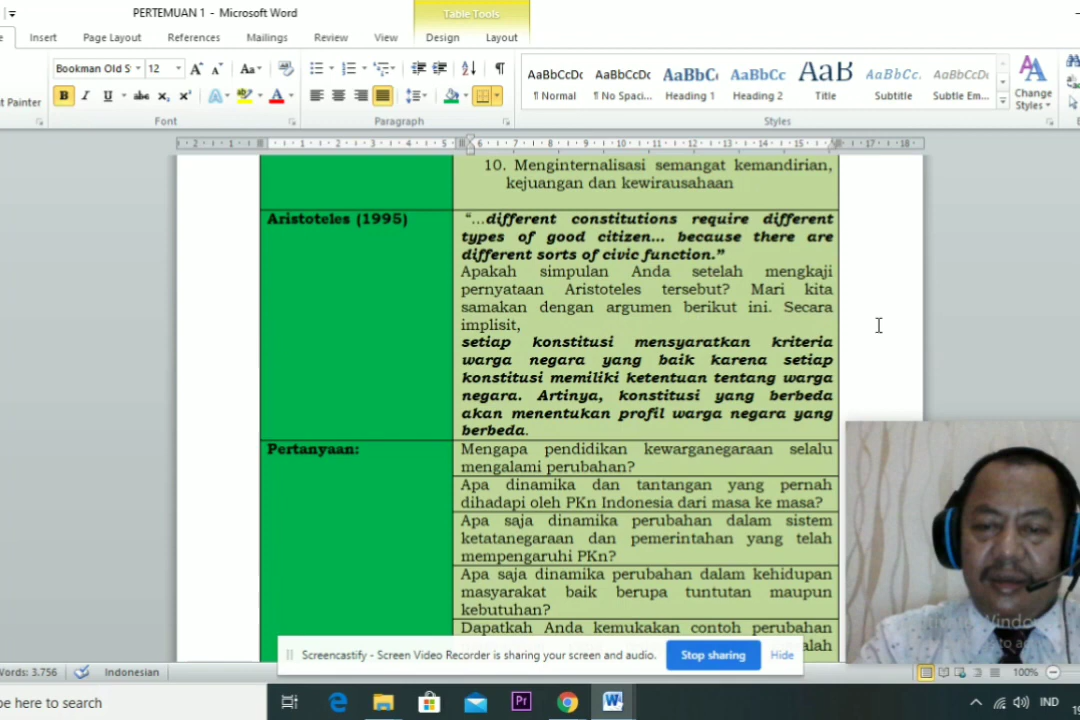 PERTEMUAN 1 - Microsoft Word
Table Tools
Insert Page Layout References Mailings Review View Design Layout
Bookman Old S 12
t Painter
B I U abc
AaBbCcDc AaBbCcDc AaBbC AaBbCc AaB AaBbCc. AaBbCcDc
¶ Normal ¶ No Spaci... Heading 1 Heading 2 Title Subtitle Subtle Em...
Change
Styles
Font Paragraph Styles
10. Menginternalisasi semangat kemandirian,
kejuangan dan kewirausahaan
Aristoteles (1995)
“...different constitutions require different
types of good citizen... because there are
different sorts of civic function.”
Apakah simpulan Anda setelah mengkaji
pernyataan Aristoteles tersebut? Mari kita
samakan dengan argumen berikut ini. Secara
implisit,
setiap konstitusi mensyaratkan kriteria
warga negara yang baik karena setiap
konstitusi memiliki ketentuan tentang warga
negara. Artinya, konstitusi yang berbeda
akan menentukan profil warga negara yang
berbeda.
Pertanyaan:
Mengapa pendidikan kewarganegaraan selalu
mengalami perubahan?
Apa dinamika dan tantangan yang pernah
dihadapi oleh PKn Indonesia dari masa ke masa?
Apa saja dinamika perubahan dalam sistem
ketatanegaraan dan pemerintahan yang telah
mempengaruhi PKn?
Apa saja dinamika perubahan dalam kehidupan
masyarakat baik berupa tuntutan maupun
kebutuhan?
Dapatkah Anda kemukakan contoh perubahan
alah
Screencastify - Screen Video Recorder is sharing your screen and audio. Stop sharing Hide
Words: 3.756 Indonesian 100%
pe here to search
IND